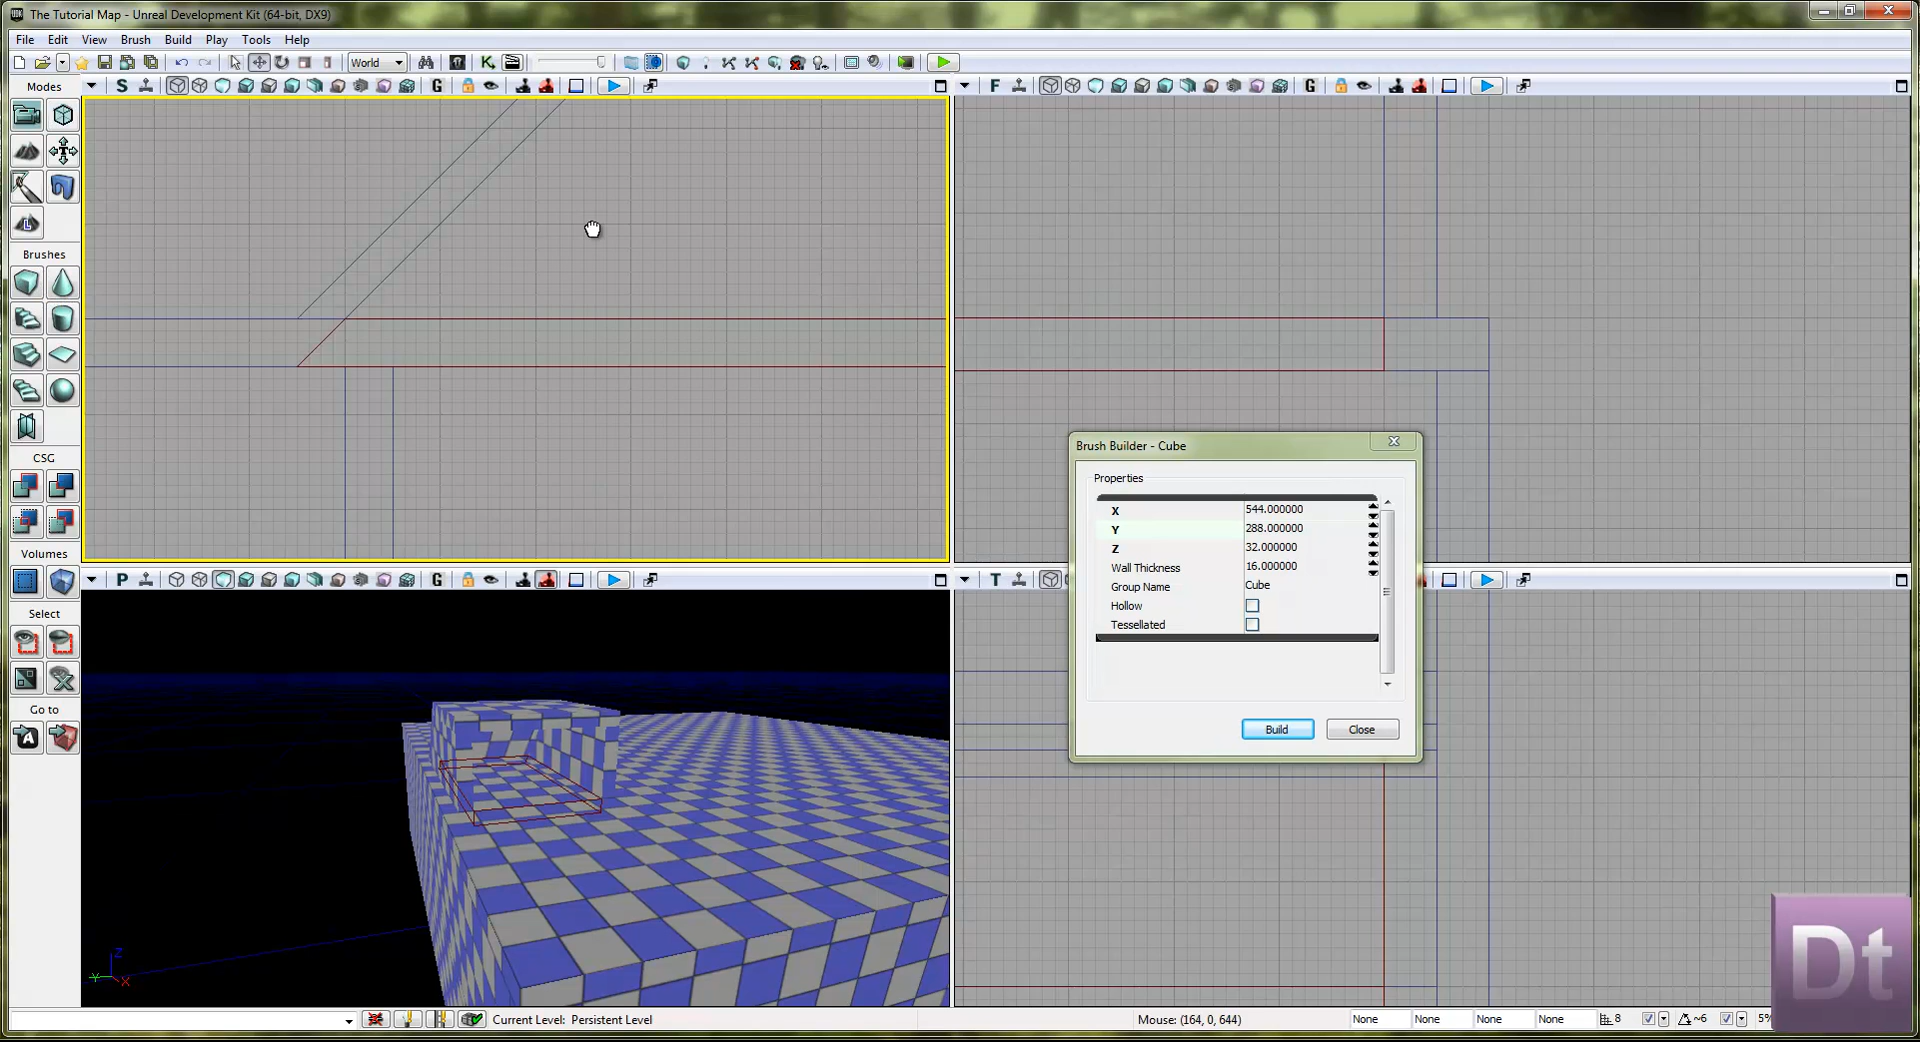 The Tutorial Map - Unreal Development Kit (64-bit, DX9)
File Edit View Brush Build Play Tools Help
World
Modes
S
G
F
G
L
Brushes
CSG
Volumes
Select
Go to
A
P
G
T
Brush Builder - Cube
Properties
X 544.000000
Y 288.000000
Z 32.000000
Wall Thickness 16.000000
Group Name Cube
Hollow
Tessellated
Build Close
Z
Y
X
Dt
Current Level: Persistent Level
Mouse: (164, 0, 644)
None None None None 8 ~6 5%